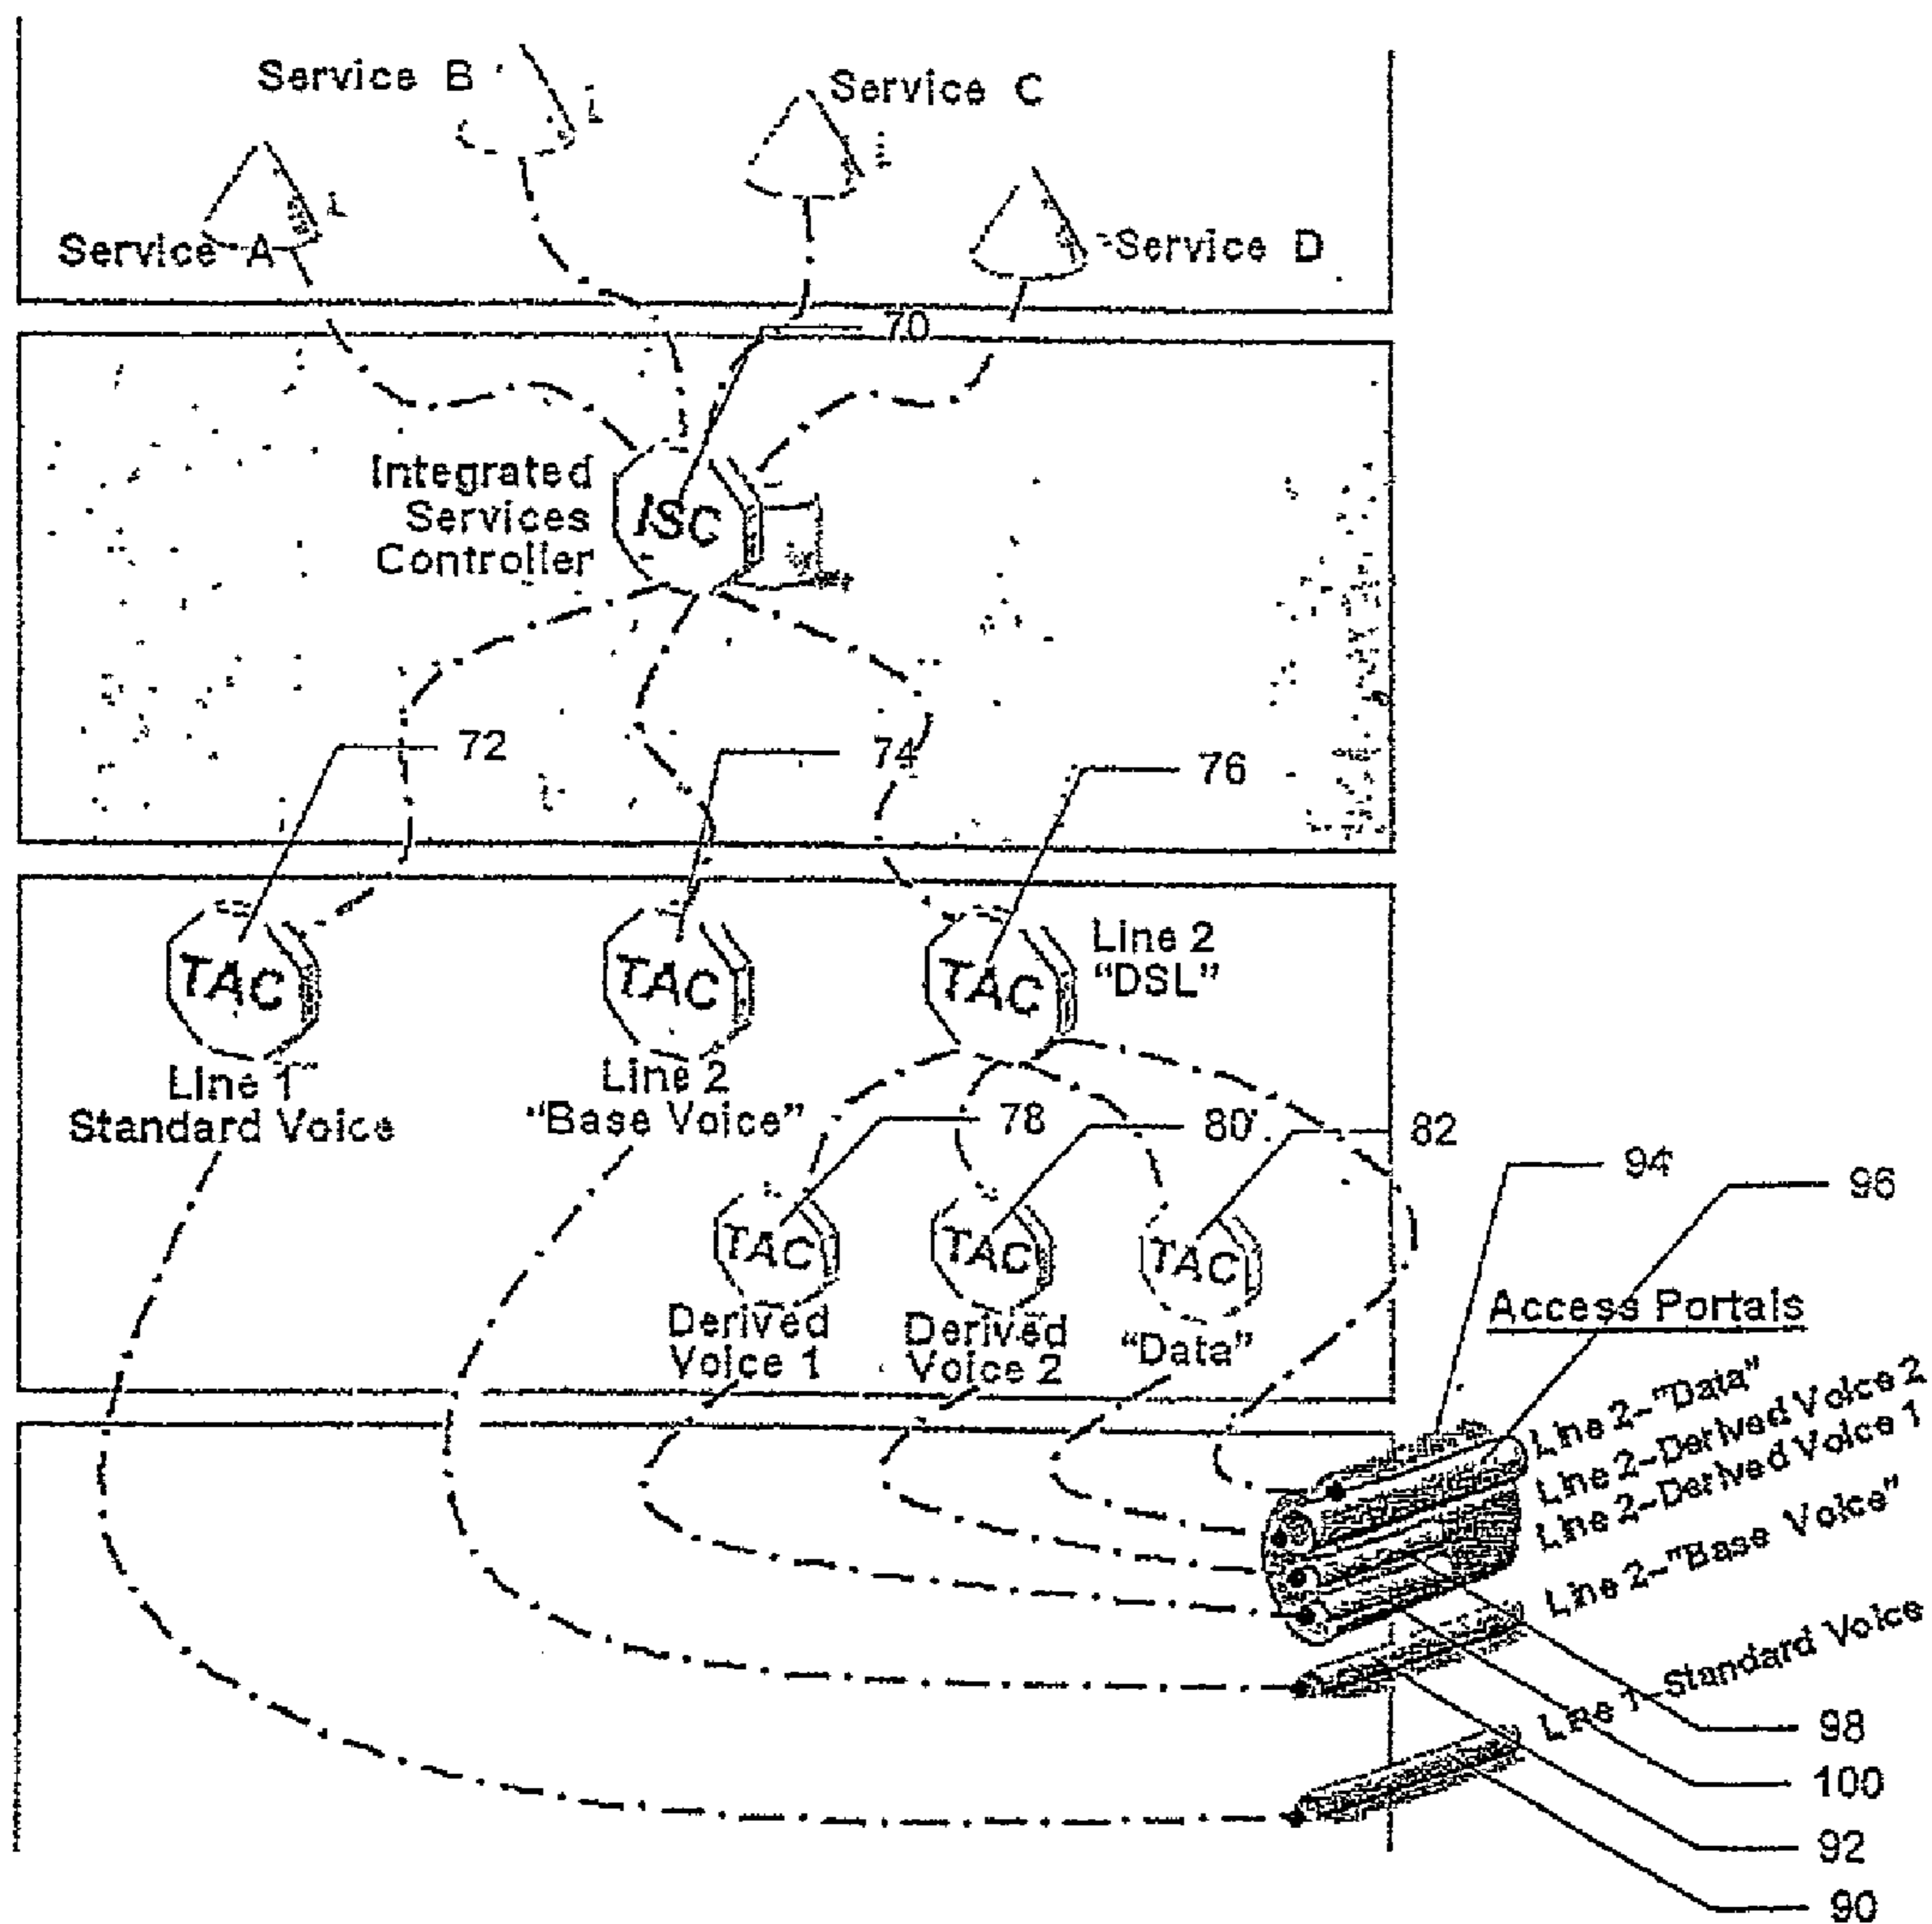 Service B
Service C
Service A
Service D
70
Integrated
Services
Controller
ISC
72
74
76
TAC
TAC
TAC
Line 2
"DSL"
Line 1
Standard Voice
Line 2
"Base Voice"
78
80
82
94
96
TAC
TAC
TAC
Derived
Voice 1
Derived
Voice 2
"Data"
Access Portals
Line 2-"Data"
Line 2-Derived Voice 2
Line 2-Derived Voice 1
Line 2-"Base Voice"
Line 1-Standard Voice
98
100
92
90